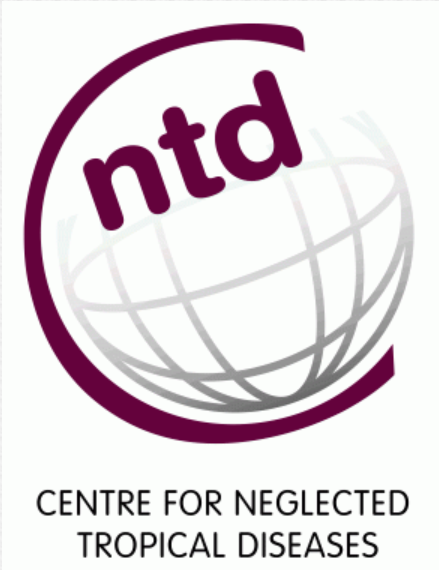 ntd
CENTRE FOR NEGLECTED
TROPICAL DISEASES